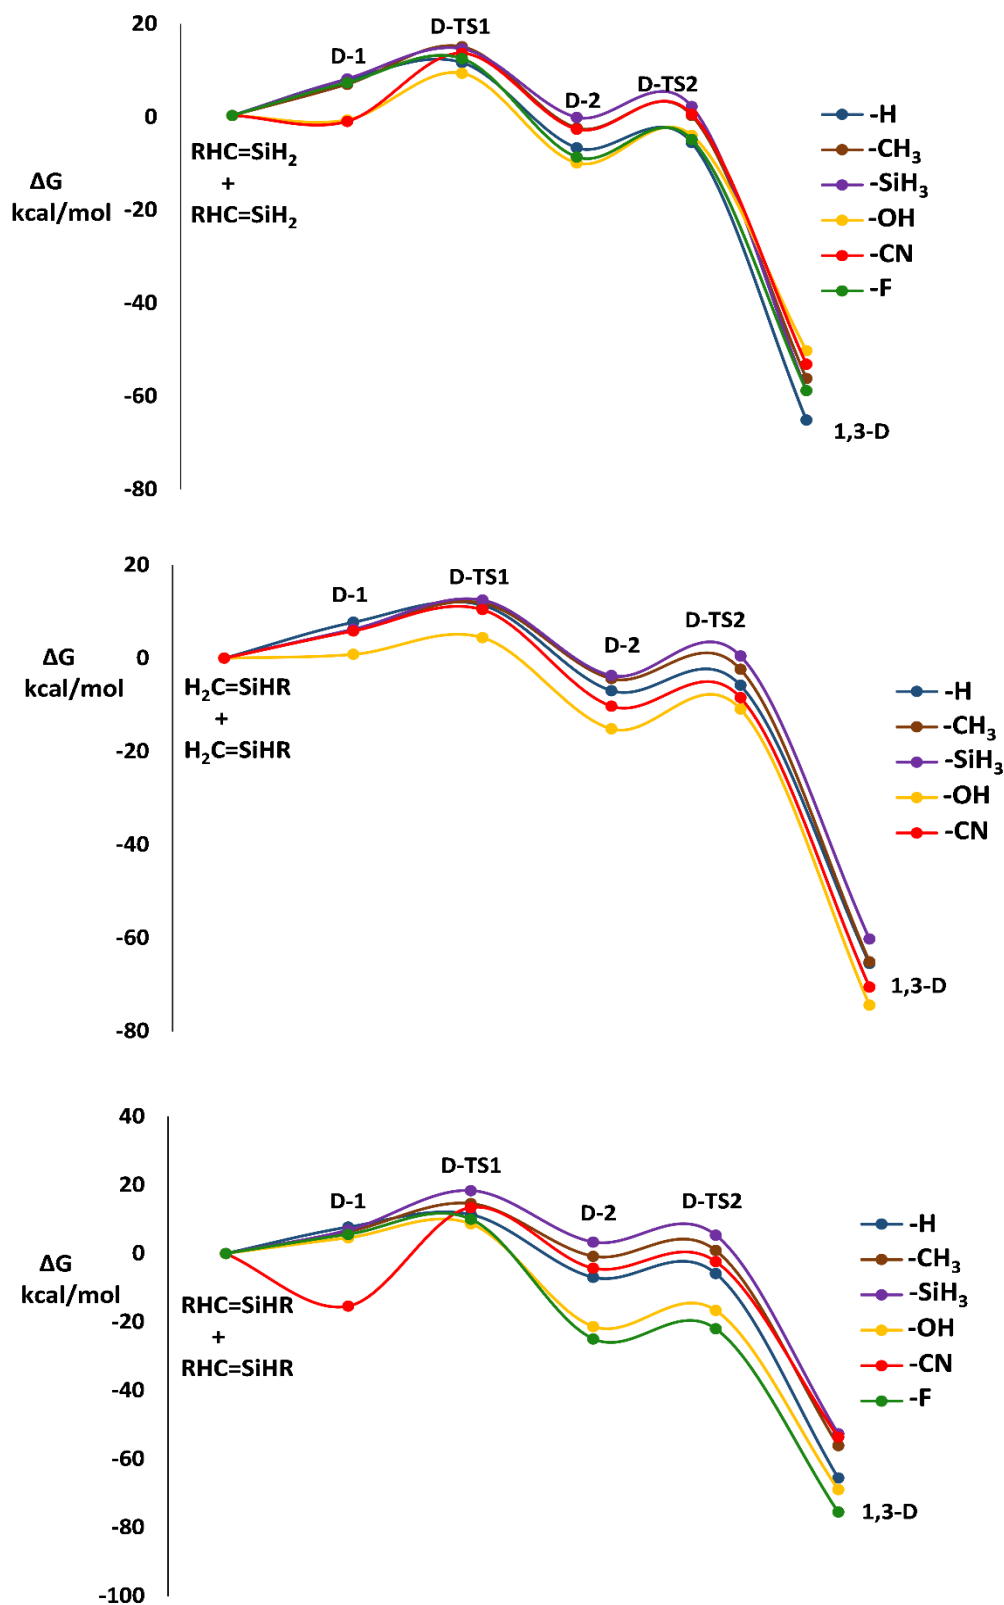 20
0
-20
-40
-60
-80
ΔG
kcal/mol
D-1
D-TS1
D-2
D-TS2
1,3-D
RHC=SiH₂
+
RHC=SiH₂
-H
-CH₃
-SiH₃
-OH
-CN
-F
20
0
-20
-40
-60
-80
ΔG
kcal/mol
D-1
D-TS1
D-2
D-TS2
1,3-D
H₂C=SiHR
+
H₂C=SiHR
-H
-CH₃
-SiH₃
-OH
-CN
40
20
0
-20
-40
-60
-80
-100
ΔG
kcal/mol
D-1
D-TS1
D-2
D-TS2
1,3-D
RHC=SiHR
+
RHC=SiHR
-H
-CH₃
-SiH₃
-OH
-CN
-F